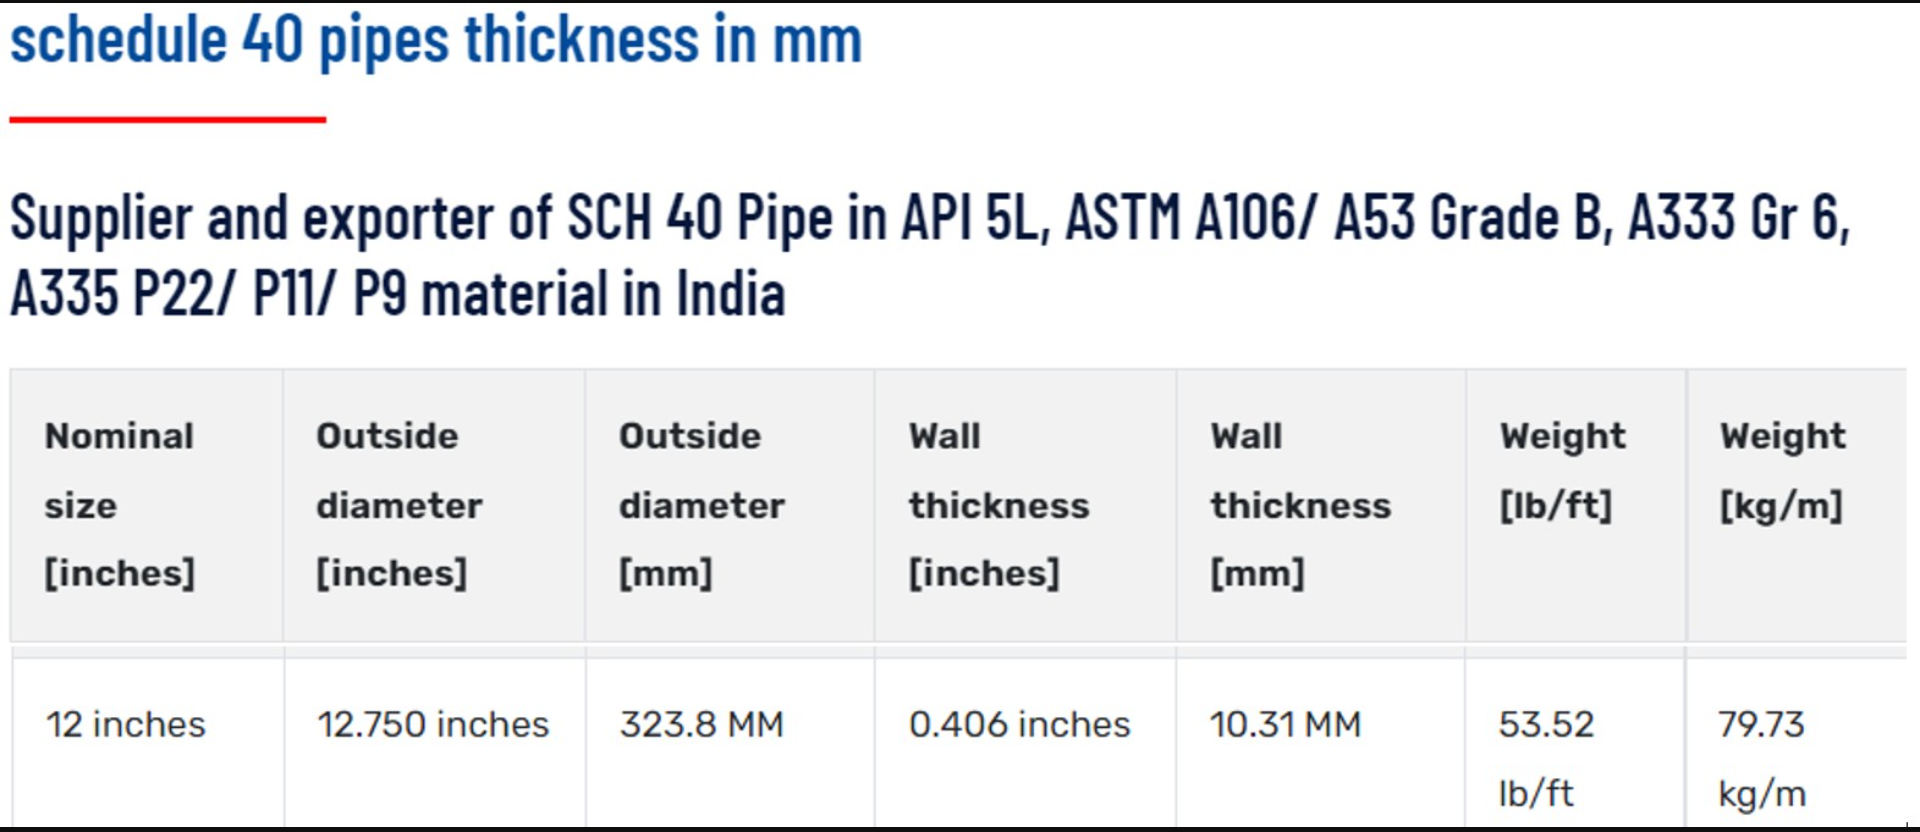 schedule 40 pipes thickness in mm
Supplier and exporter of SCH 40 Pipe in API 5L, ASTM A106/ A53 Grade B, A333 Gr 6,
A335 P22/ P11/ P9 material in India
Nominal size [inches] Outside diameter [inches] Outside diameter [mm] Wall thickness [inches] Wall thickness [mm] Weight [lb/ft] Weight [kg/m]
12 inches 12.750 inches 323.8 MM 0.406 inches 10.31 MM 53.52 lb/ft 79.73 kg/m